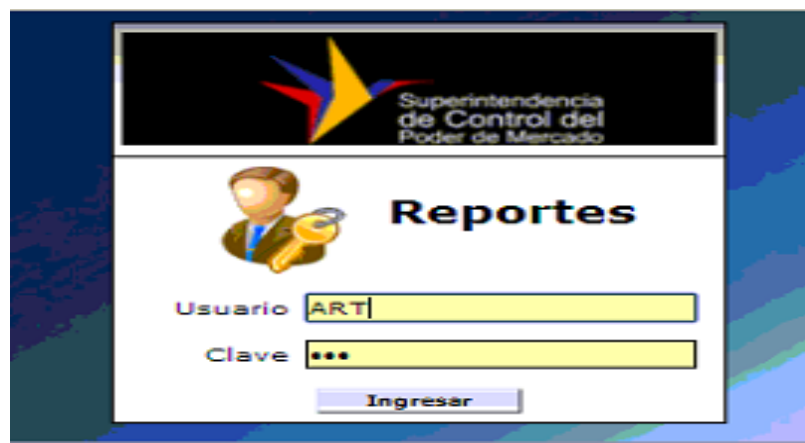 Superintendencia
de Control del
Poder de Mercado
Reportes
Usuario ART
Clave •••
Ingresar